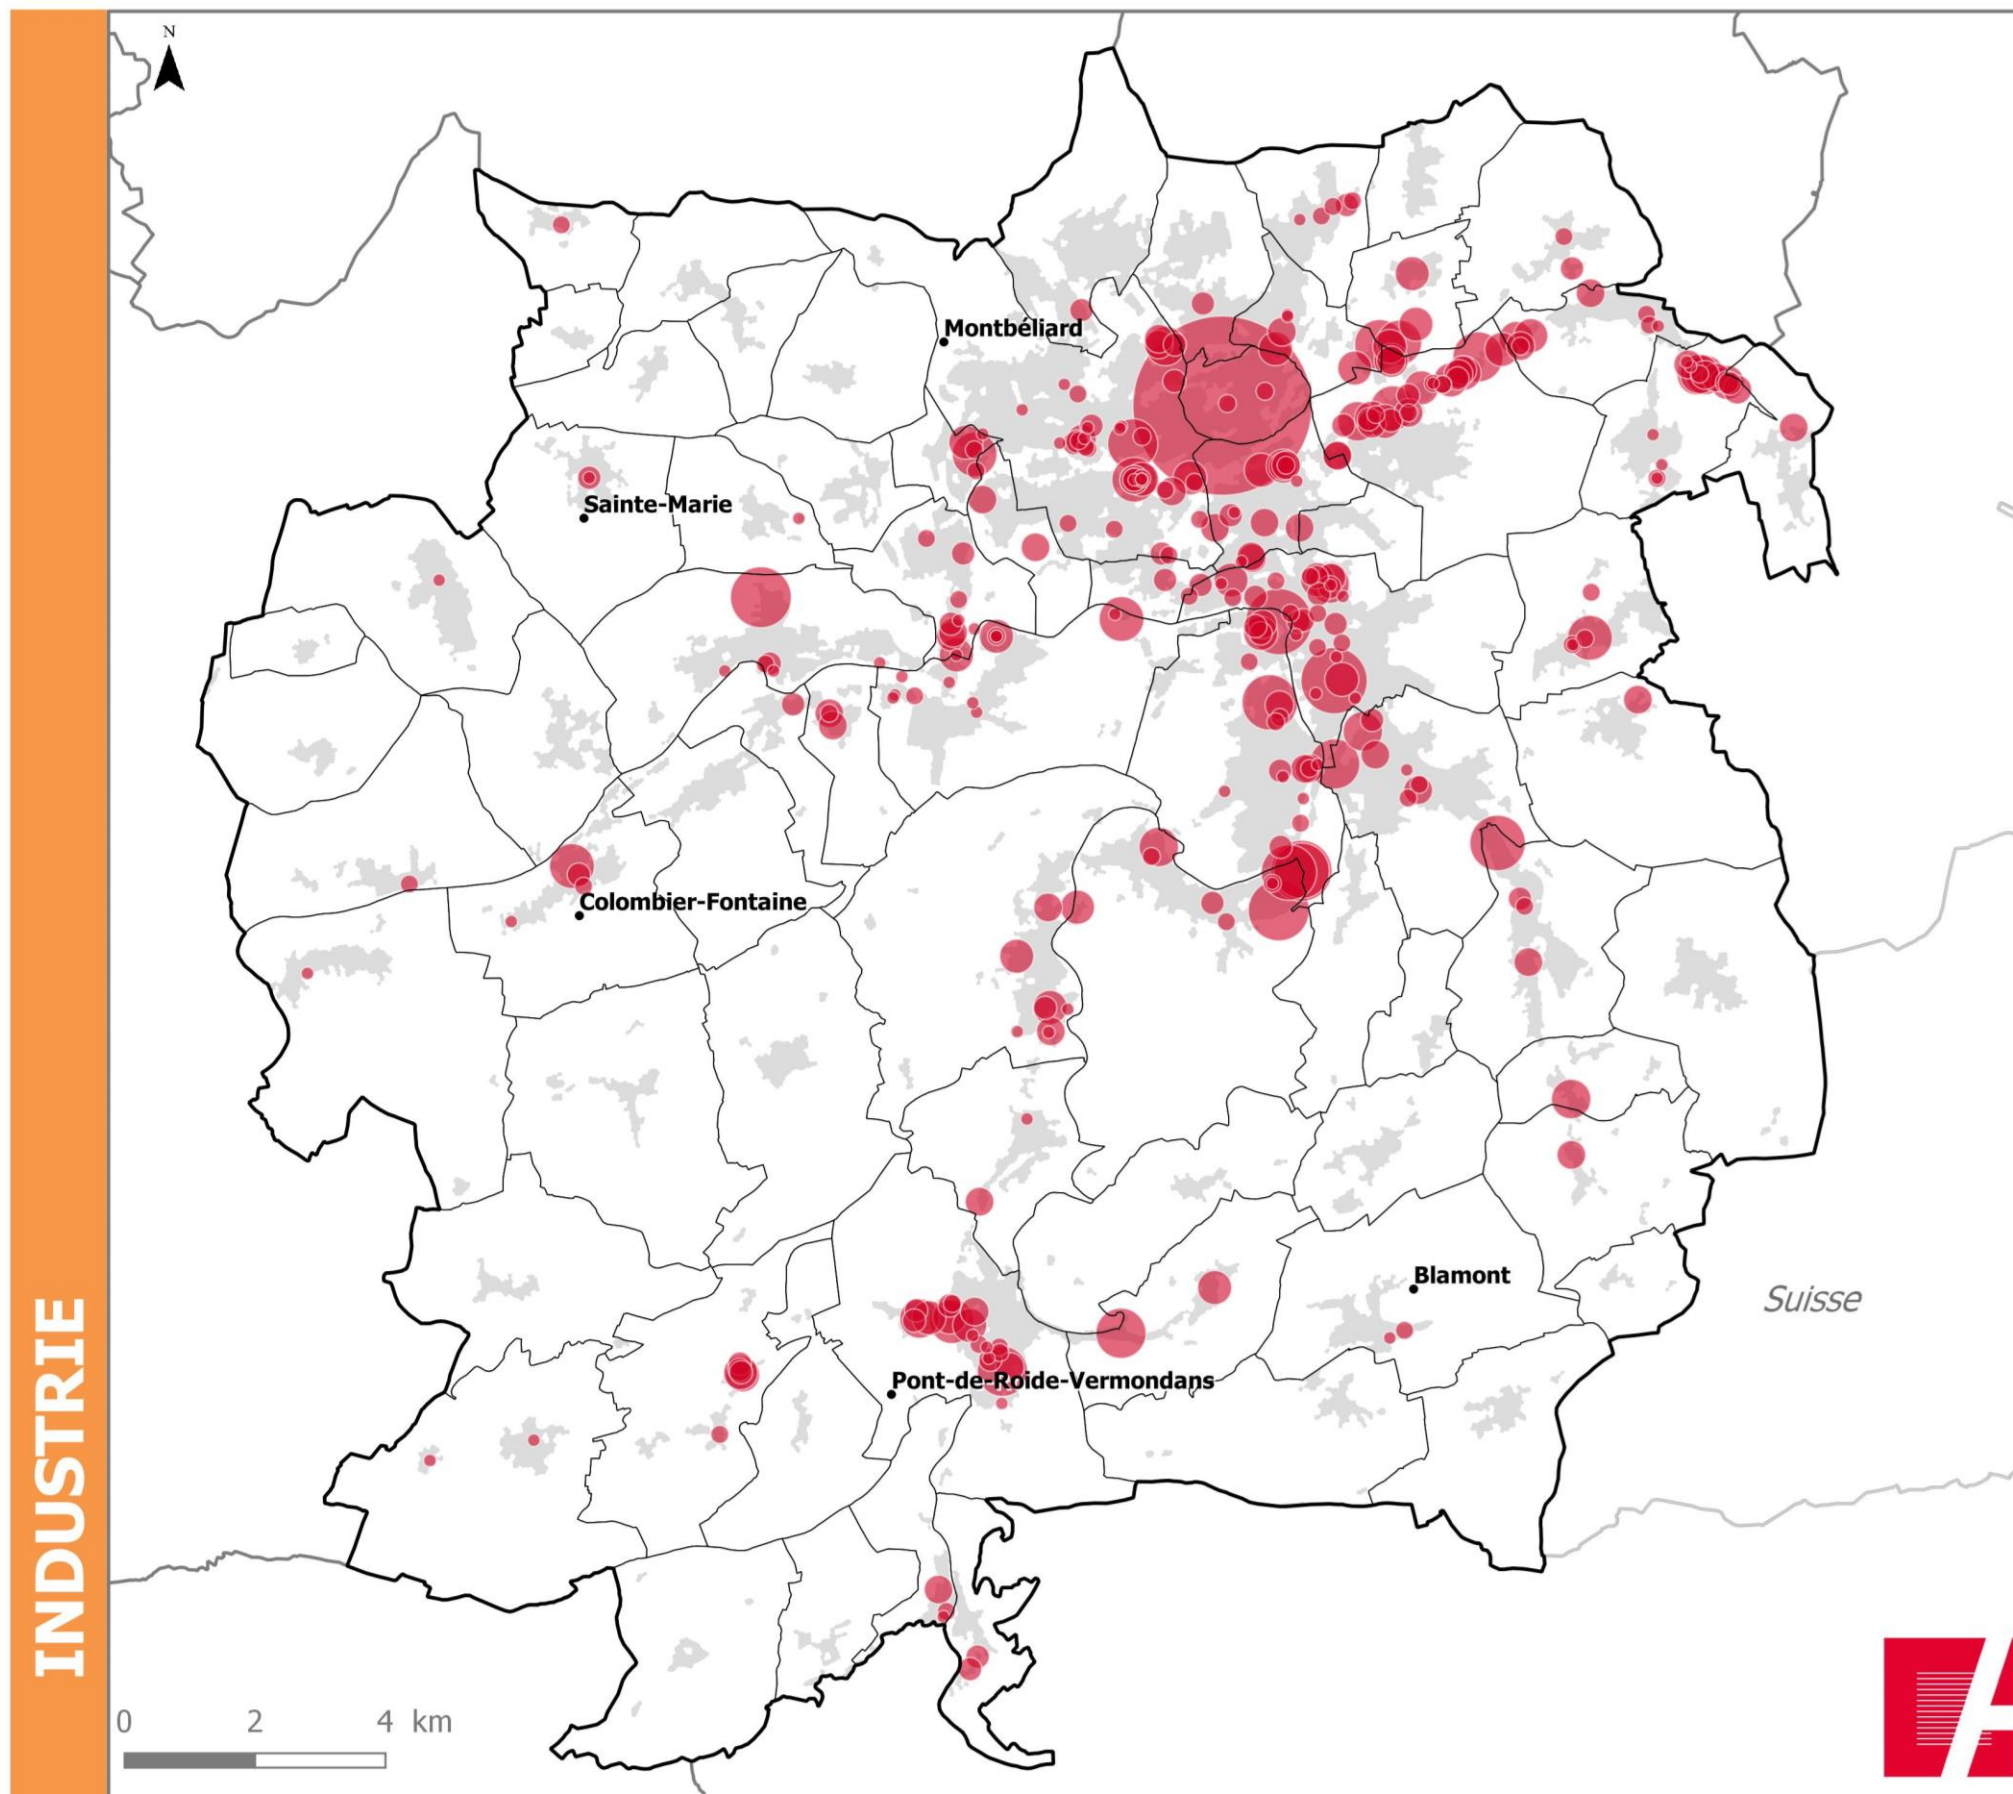 INDUSTRIE
N
Montbéliard
Sainte-Marie
Colombier-Fontaine
Blamont
Suisse
Pont-de-Roide-Vermondans
0 2 4 km
A